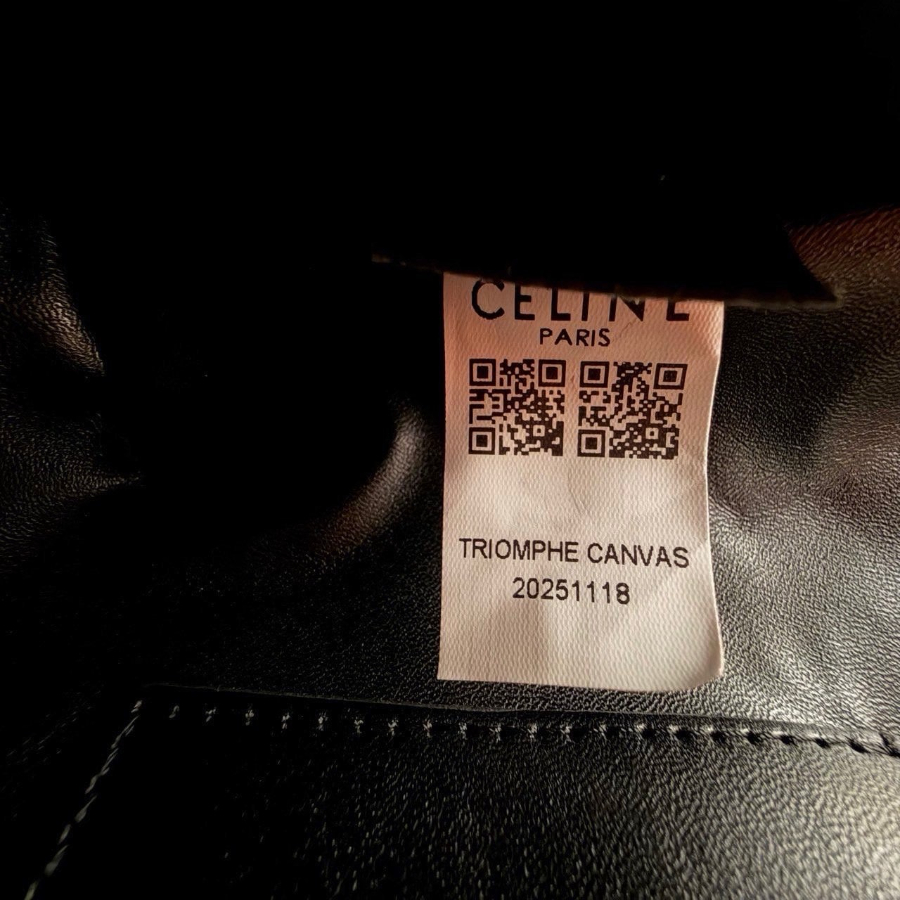 CELINE
PARIS
TRIOMPHE CANVAS
20251118